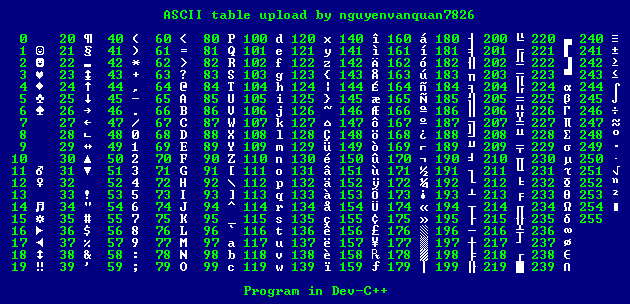 ASCII table upload by nguyenvanquan7826
0 20 ¶ 40 ( 60 < 80 P 100 d 120 x 140 î 160 á 180 ┤ 200 ╚ 220 ▄ 240 ≡
1 ☺ 21 § 41 ) 61 = 81 Q 101 e 121 y 141 ì 161 í 181 ╡ 201 ╔ 221 ▌ 241 ±
2 ☻ 22 ▬ 42 * 62 > 82 R 102 f 122 z 142 Ä 162 ó 182 ╢ 202 ╩ 222 ▐ 242 ≥
3 ♥ 23 ↨ 43 + 63 ? 83 S 103 g 123 { 143 Å 163 ú 183 ╖ 203 ╦ 223 ▀ 243 ≤
4 ♦ 24 ↑ 44 , 64 @ 84 T 104 h 124 | 144 É 164 ñ 184 ╕ 204 ╠ 224 α 244 ⌠
5 ♣ 25 ↓ 45 - 65 A 85 U 105 i 125 } 145 æ 165 Ñ 185 ╣ 205 ═ 225 ß 245 ⌡
6 ♠ 26 → 46 . 66 B 86 V 106 j 126 ~ 146 Æ 166 ª 186 ║ 206 ╬ 226 Γ 246 ÷
7 27 ← 47 / 67 C 87 W 107 k 127 ⌂ 147 ô 167 º 187 ╗ 207 ╧ 227 π 247 ≈
8 28 ∟ 48 0 68 D 88 X 108 l 128 Ç 148 ö 168 ¿ 188 ╝ 208 ╨ 228 Σ 248 °
9 29 ↔ 49 1 69 E 89 Y 109 m 129 ü 149 ò 169 ⌐ 189 ╜ 209 ╤ 229 σ 249 ∙
10 30 ▲ 50 2 70 F 90 Z 110 n 130 é 150 û 170 ¬ 190 ╛ 210 ╥ 230 µ 250 ·
11 ♂ 31 ▼ 51 3 71 G 91 [ 111 o 131 â 151 ù 171 ½ 191 ┐ 211 ╙ 231 τ 251 √
12 ♀ 32 52 4 72 H 92 \ 112 p 132 ä 152 ÿ 172 ¼ 192 └ 212 ╘ 232 Φ 252 ⁿ
13 33 ! 53 5 73 I 93 ] 113 q 133 à 153 Ö 173 ¡ 193 ┴ 213 ╒ 233 Θ 253 ²
14 ♫ 34 " 54 6 74 J 94 ^ 114 r 134 å 154 Ü 174 « 194 ┬ 214 ╓ 234 Ω 254 ■
15 ☼ 35 # 55 7 75 K 95 _ 115 s 135 ç 155 ¢ 175 » 195 ├ 215 ╫ 235 δ 255
16 ► 36 $ 56 8 76 L 96 ` 116 t 136 ê 156 £ 176 ░ 196 ─ 216 ╪ 236 ∞
17 ◄ 37 % 57 9 77 M 97 a 117 u 137 ë 157 ¥ 177 ▒ 197 ┼ 217 ┘ 237 φ
18 ↕ 38 & 58 : 78 N 98 b 118 v 138 è 158 ₧ 178 ▓ 198 ╞ 218 ┌ 238 ε
19 ‼ 39 ' 59 ; 79 O 99 c 119 w 139 ï 159 ƒ 179 │ 199 ╟ 219 █ 239 ∩
Program in Dev-C++